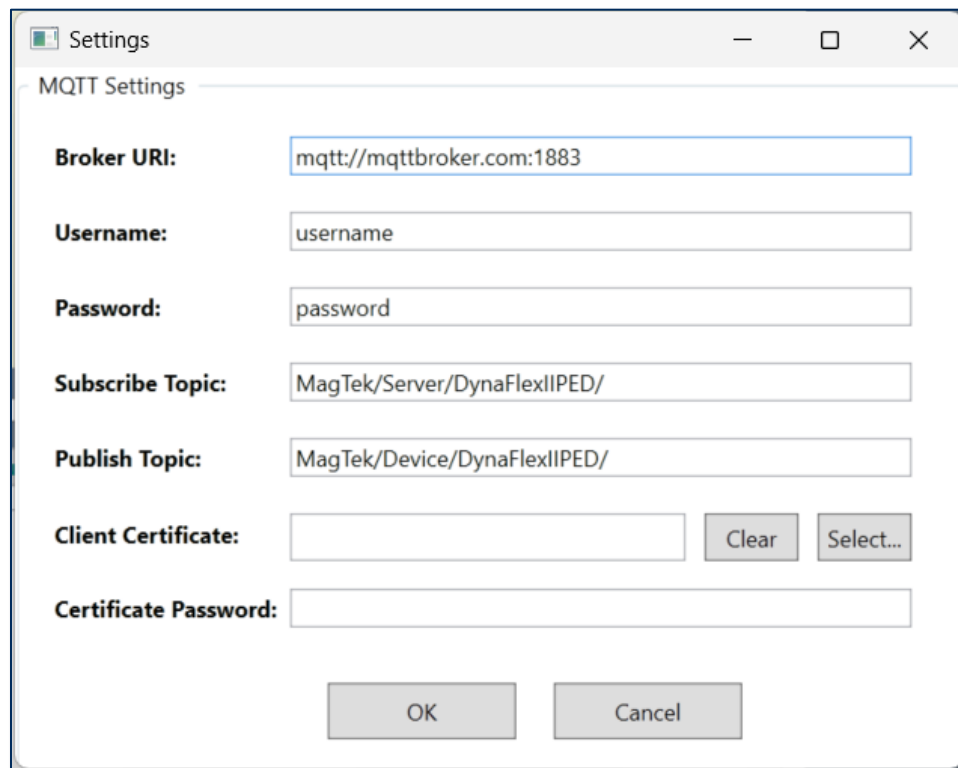 Settings
MQTT Settings
Broker URI: mqtt://mqttbroker.com:1883
Username: username
Password: password
Subscribe Topic: MagTek/Server/DynaFlexIIPED/
Publish Topic: MagTek/Device/DynaFlexIIPED/
Client Certificate: Clear Select...
Certificate Password:
OK Cancel